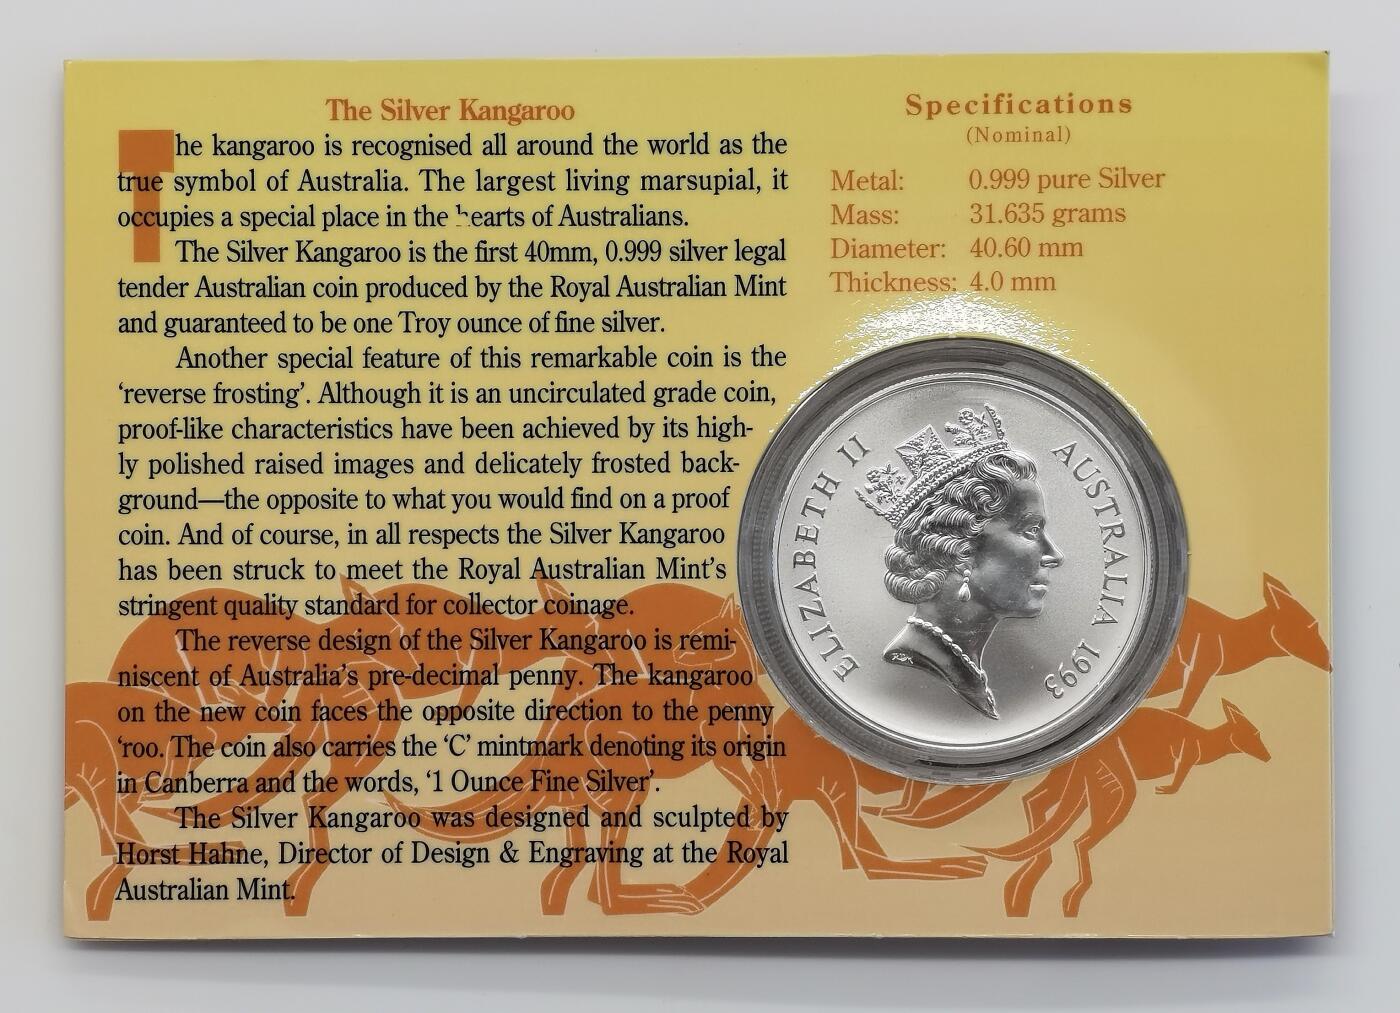 The Silver Kangaroo
The kangaroo is recognised all around the world as the
true symbol of Australia. The largest living marsupial, it
occupies a special place in the hearts of Australians.
The Silver Kangaroo is the first 40mm, 0.999 silver legal
tender Australian coin produced by the Royal Australian Mint
and guaranteed to be one Troy ounce of fine silver.
Another special feature of this remarkable coin is the
‘reverse frosting’. Although it is an uncirculated grade coin,
proof-like characteristics have been achieved by its high-
ly polished raised images and delicately frosted back-
ground—the opposite to what you would find on a proof
coin. And of course, in all respects the Silver Kangaroo
has been struck to meet the Royal Australian Mint’s
stringent quality standard for collector coinage.
The reverse design of the Silver Kangaroo is remi-
niscent of Australia’s pre-decimal penny. The kangaroo
on the new coin faces the opposite direction to the penny
‘roo. The coin also carries the ‘C’ mintmark denoting its origin
in Canberra and the words, ‘1 Ounce Fine Silver’.
The Silver Kangaroo was designed and sculpted by
Horst Hahne, Director of Design & Engraving at the Royal
Australian Mint.
Specifications
(Nominal)
Metal: 0.999 pure Silver
Mass: 31.635 grams
Diameter: 40.60 mm
Thickness: 4.0 mm
ELIZABETH II
AUSTRALIA 1993
RDM